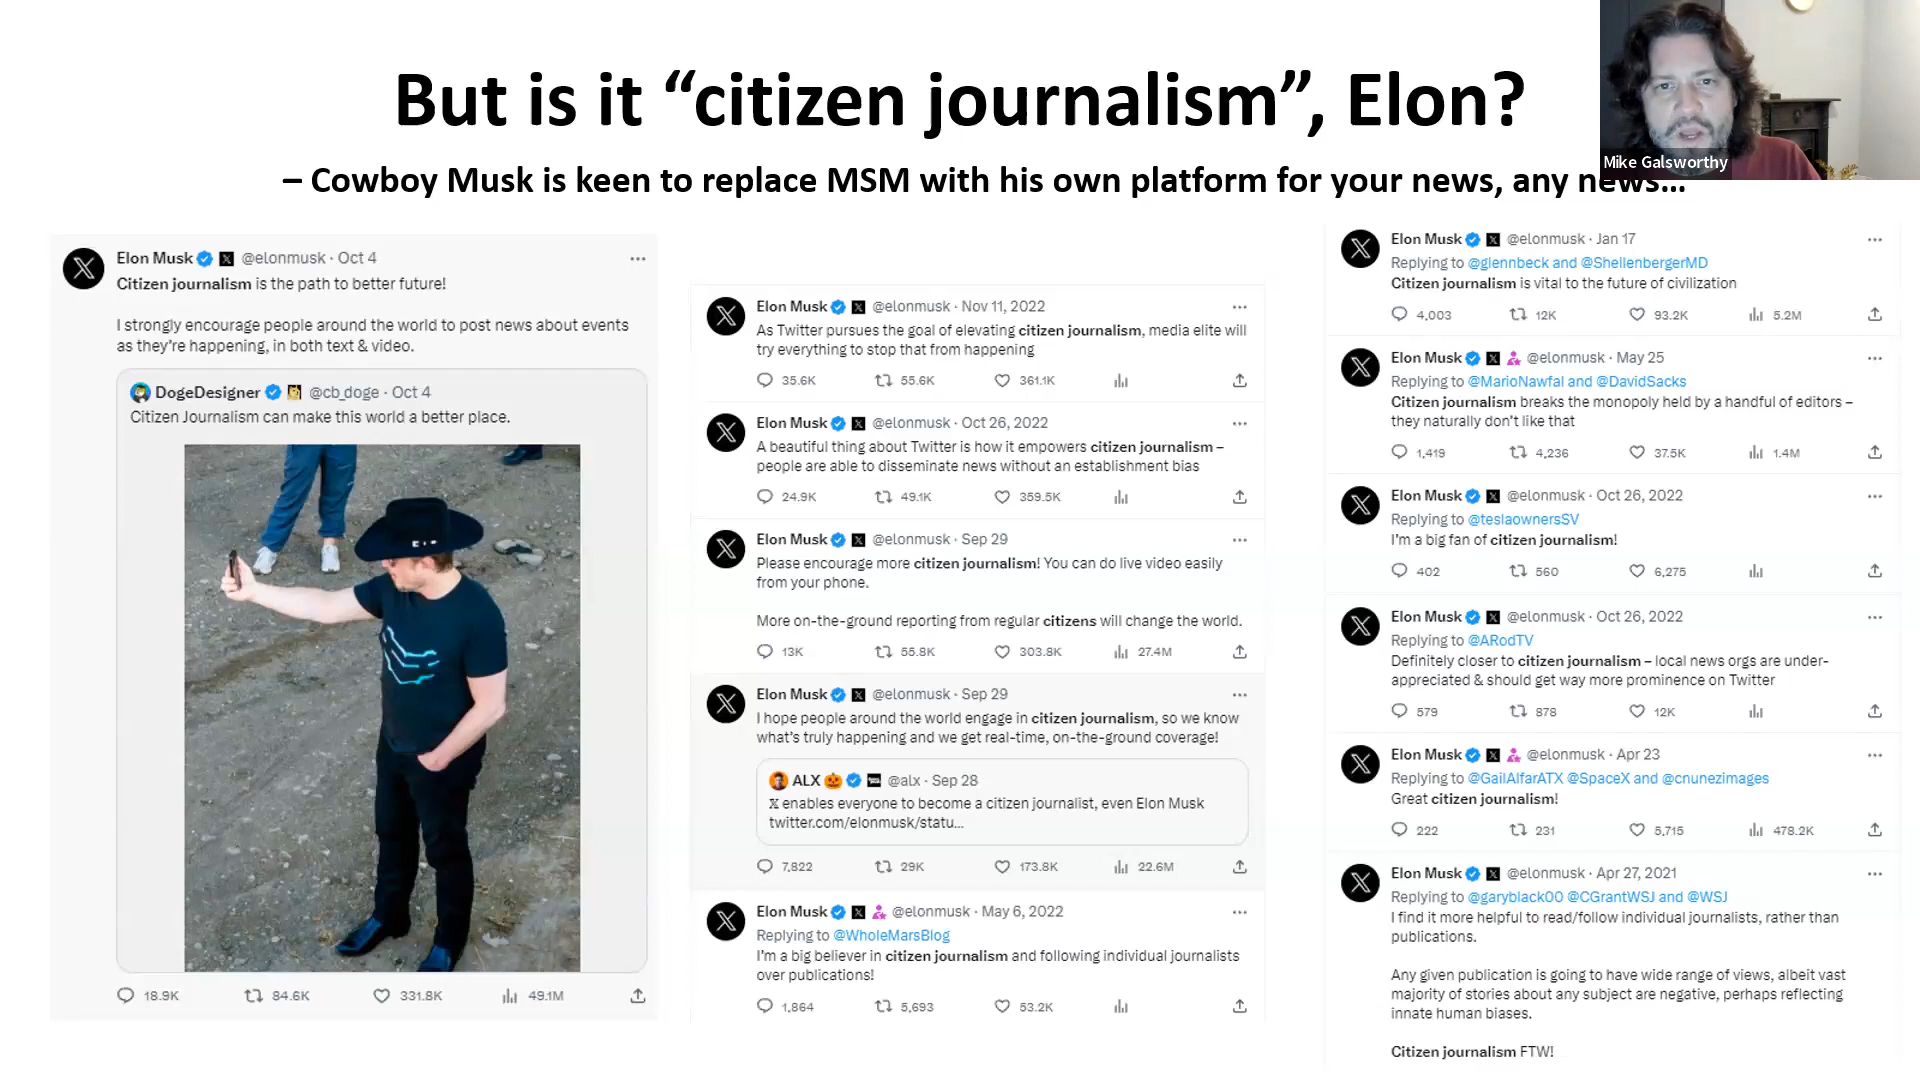 But is it “citizen journalism”, Elon?
– Cowboy Musk is keen to replace MSM with his own platform for your news, any news...
Mike Galsworthy
Elon Musk @elonmusk · Oct 4
Citizen journalism is the path to better future!
I strongly encourage people around the world to post news about events
as they're happening, in both text & video.
DogeDesigner @cb_doge · Oct 4
Citizen Journalism can make this world a better place.
18.9K 84.6K 331.8K 49.1M
Elon Musk @elonmusk · Nov 11, 2022
As Twitter pursues the goal of elevating citizen journalism, media elite will
try everything to stop that from happening
35.6K 55.6K 361.1K
Elon Musk @elonmusk · Oct 26, 2022
A beautiful thing about Twitter is how it empowers citizen journalism –
people are able to disseminate news without an establishment bias
24.9K 49.1K 359.5K
Elon Musk @elonmusk · Sep 29
Please encourage more citizen journalism! You can do live video easily
from your phone.
More on-the-ground reporting from regular citizens will change the world.
13K 55.8K 303.8K 27.4M
Elon Musk @elonmusk · Sep 29
I hope people around the world engage in citizen journalism, so we know
what's truly happening and we get real-time, on-the-ground coverage!
ALX @alx · Sep 28
𝕏 enables everyone to become a citizen journalist, even Elon Musk
twitter.com/elonmusk/statu...
7,822 29K 173.8K 22.6M
Elon Musk @elonmusk · May 6, 2022
Replying to @WholeMarsBlog
I'm a big believer in citizen journalism and following individual journalists
over publications!
1,864 5,693 53.2K
Elon Musk @elonmusk · Jan 17
Replying to @glennbeck and @ShellenbergerMD
Citizen journalism is vital to the future of civilization
4,003 12K 93.2K 5.2M
Elon Musk @elonmusk · May 25
Replying to @MarioNawfal and @DavidSacks
Citizen journalism breaks the monopoly held by a handful of editors –
they naturally don't like that
1,419 4,236 37.5K 1.4M
Elon Musk @elonmusk · Oct 26, 2022
Replying to @teslaownersSV
I'm a big fan of citizen journalism!
402 560 6,275
Elon Musk @elonmusk · Oct 26, 2022
Replying to @ARodTV
Definitely closer to citizen journalism – local news orgs are under-
appreciated & should get way more prominence on Twitter
579 878 12K
Elon Musk @elonmusk · Apr 23
Replying to @GailAlfarATX @SpaceX and @cnunezimages
Great citizen journalism!
222 231 5,715 478.2K
Elon Musk @elonmusk · Apr 27, 2021
Replying to @garyblack00 @CGrantWSJ and @WSJ
I find it more helpful to read/follow individual journalists, rather than
publications.
Any given publication is going to have wide range of views, albeit vast
majority of stories about any subject are negative, perhaps reflecting
innate human biases.
Citizen journalism FTW!